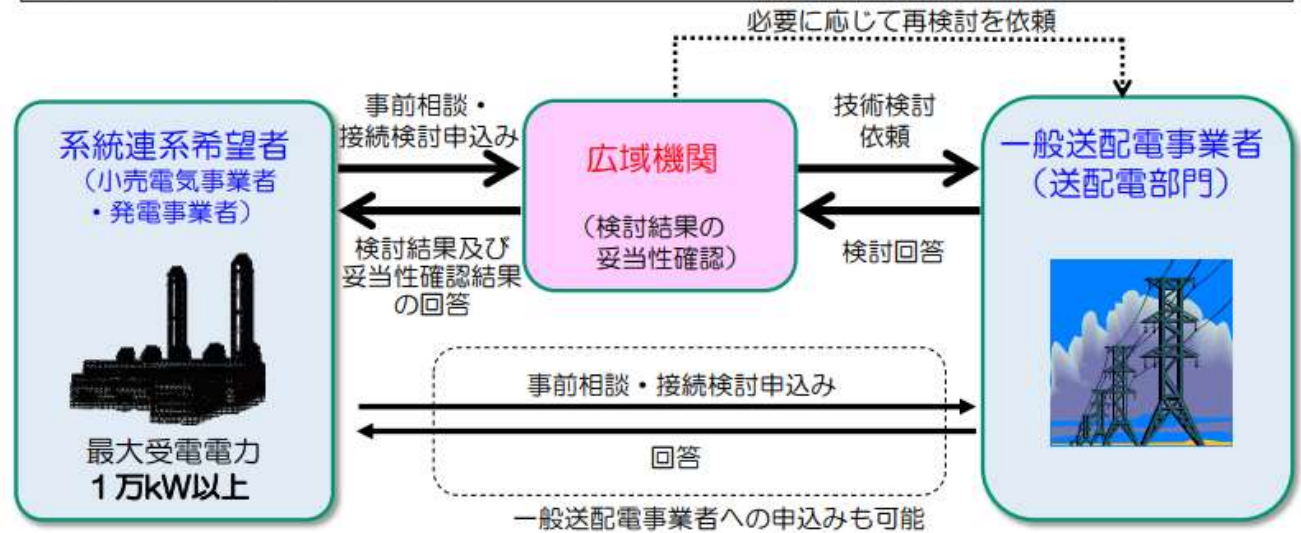 必要に応じて再検討を依頼
系統連系希望者
（小売電気事業者
・発電事業者）
最大受電電力
１万kW以上
事前相談・
接続検討申込み
検討結果及び
妥当性確認結果
の回答
広域機関
（検討結果の
妥当性確認）
技術検討
依頼
検討回答
一般送配電事業者
（送配電部門）
事前相談・接続検討申込み
回答
一般送配電事業者への申込みも可能